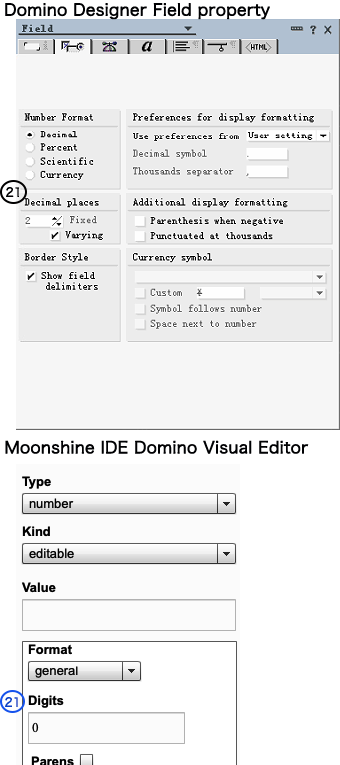 Domino Designer Field property
Field ? X
i a ¶ ¶ <HTML>
Number Format
Decimal
Percent
Scientific
Currency
Preferences for display formatting
Use preferences from User setting
Decimal symbol .
Thousands separator ,
21
Decimal places
2 Fixed
Varying
Additional display formatting
Parenthesis when negative
Punctuated at thousands
Border Style
Show field
delimiters
Currency symbol
Custom ¥
Symbol follows number
Space next to number
Moonshine IDE Domino Visual Editor
Type
number
Kind
editable
Value
Format
general
21 Digits
0
Parens